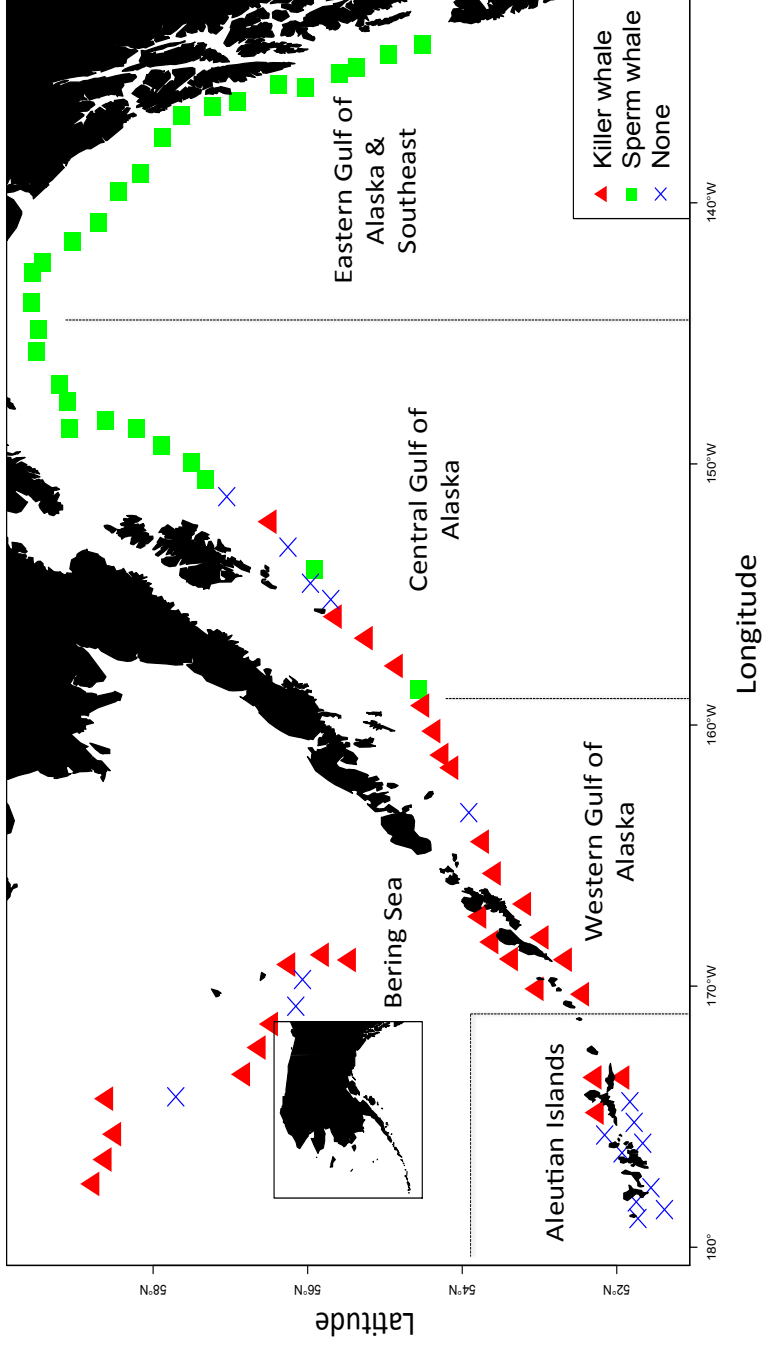 Eastern Gulf of
Alaska &
Southeast
Central Gulf of
Alaska
Western Gulf of
Alaska
Bering Sea
Aleutian Islands
Killer whale
Sperm whale
None
58°N
56°N
54°N
52°N
Latitude
180°
170°W
160°W
150°W
140°W
Longitude